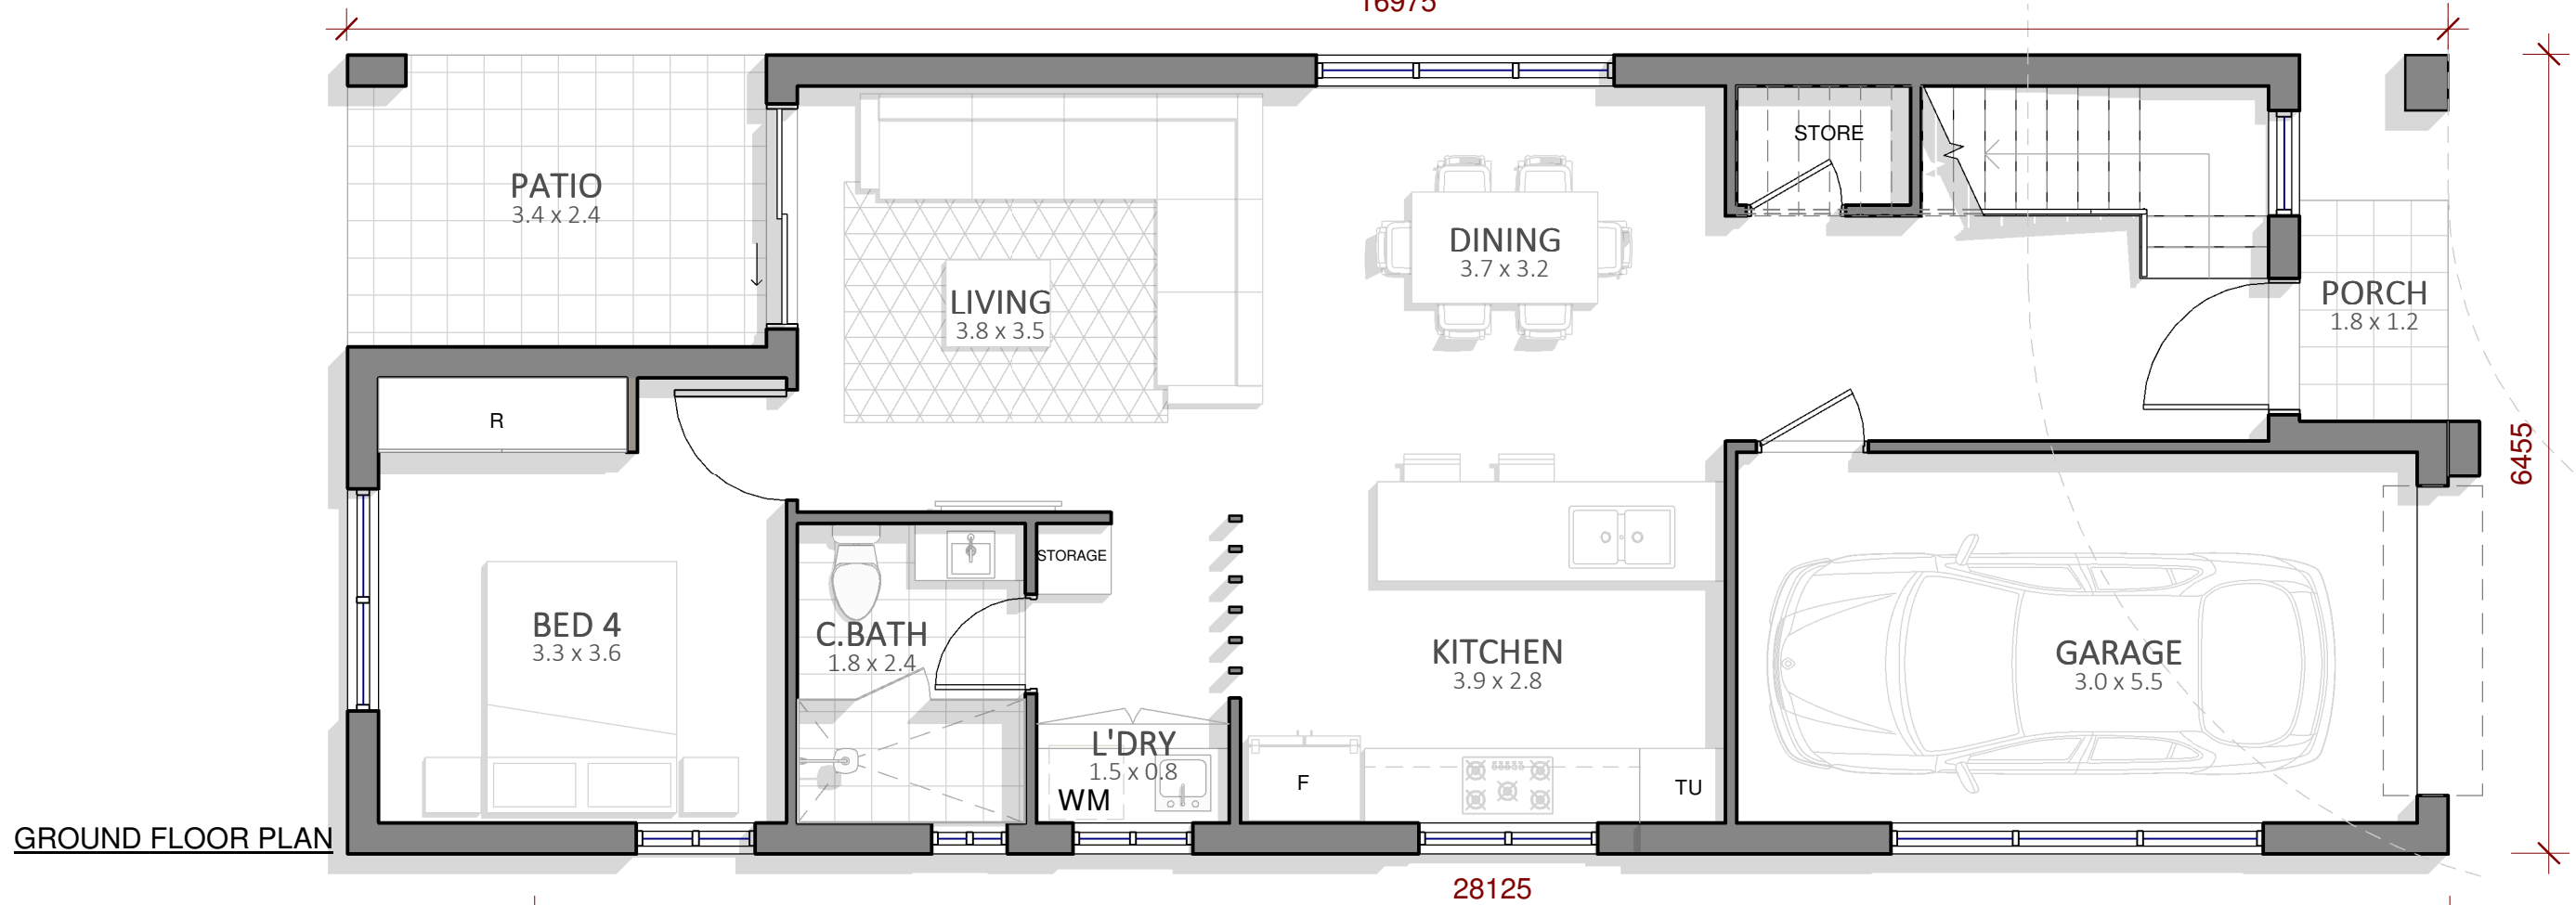 16975
STORE
PATIO
3.4 x 2.4
DINING
3.7 x 3.2
LIVING
3.8 x 3.5
PORCH
1.8 x 1.2
R
6455
STORAGE
BED 4
3.3 x 3.6
C.BATH
1.8 x 2.4
KITCHEN
3.9 x 2.8
GARAGE
3.0 x 5.5
L'DRY
1.5 x 0.8
WM
F
TU
GROUND FLOOR PLAN
28125